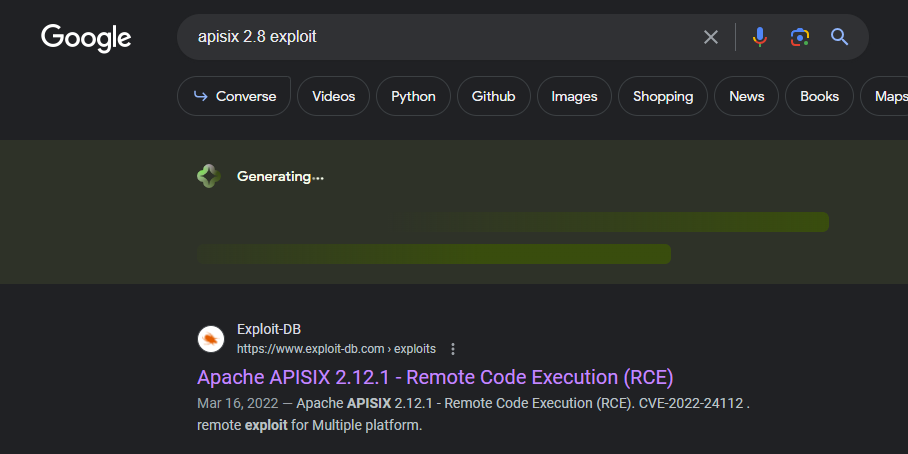 Google
apisix 2.8 exploit
Converse Videos Python Github Images Shopping News Books Maps
Generating...
Exploit-DB
https://www.exploit-db.com › exploits
Apache APISIX 2.12.1 - Remote Code Execution (RCE)
Mar 16, 2022 — Apache APISIX 2.12.1 - Remote Code Execution (RCE). CVE-2022-24112 .
remote exploit for Multiple platform.